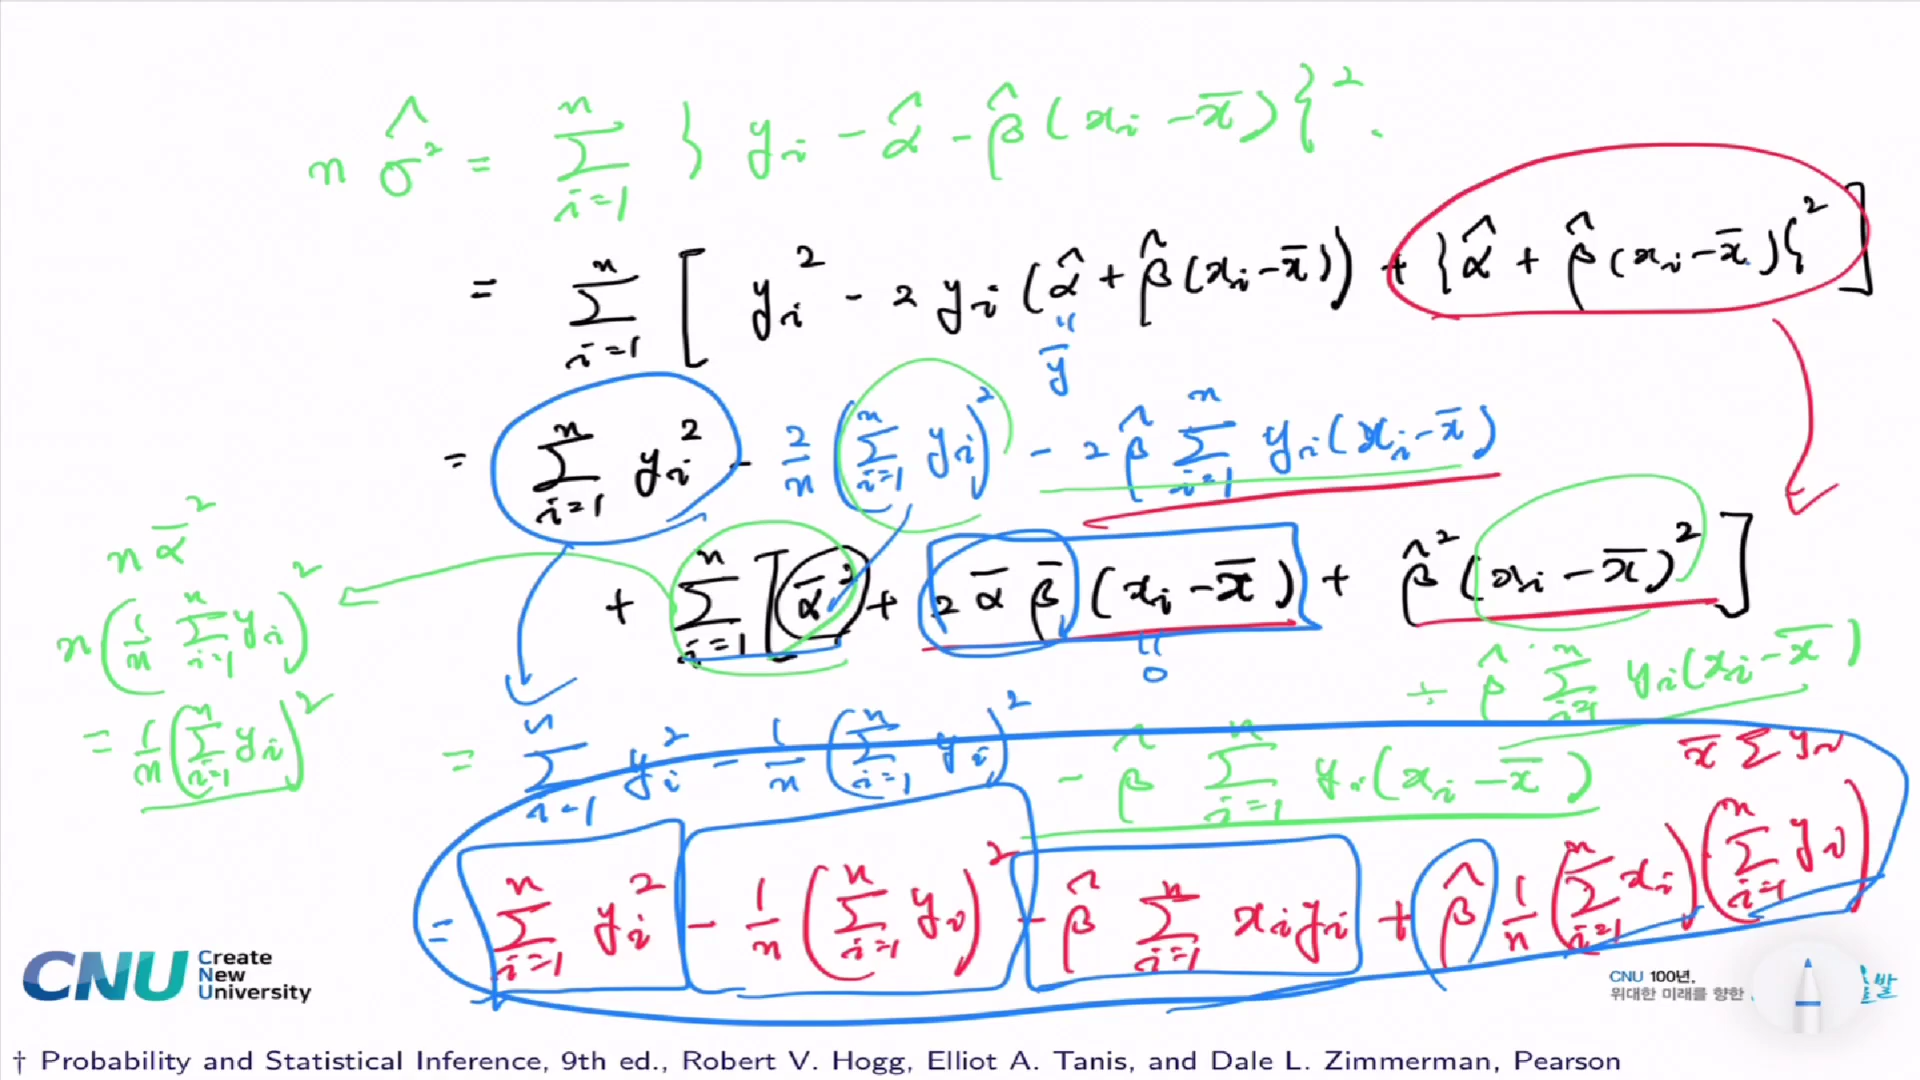 n σ̂² = Σ_{i=1}^{n} { y_i − α̂ − β̂ ( x_i − x̄ ) }² .
= Σ_{i=1}^{n} [ y_i² − 2 y_i ( α̂ + β̂ ( x_i − x̄ ) ) + { α̂ + β̂ ( x_i − x̄ ) }² ]
"
ȳ
= Σ_{i=1}^{n} y_i² − 2/n ( Σ_{i=1}^{n} y_i )² − 2 β̂ Σ_{i=1}^{n} y_i ( x_i − x̄ )
+ Σ_{i=1}^{n} [ ᾱ² + 2 ᾱ β̄ ( x_i − x̄ ) + β̂² ( x_i − x̄ )² ]
"
0
n ᾱ²
n ( 1/n Σ_{i=1}^{n} y_i )²
= 1/n ( Σ_{i=1}^{n} y_i )²
+ β̂ Σ_{i=1}^{n} y_i ( x_i − x̄ )
= Σ_{i=1}^{n} y_i² − 1/n ( Σ_{i=1}^{n} y_i )² − β̂ Σ_{i=1}^{n} y_i ( x_i − x̄ )
x̄ Σ y_i
= Σ_{i=1}^{n} y_i² − 1/n ( Σ_{i=1}^{n} y_i )² − β̂ Σ_{i=1}^{n} x_i y_i + β̂ 1/n ( Σ_{i=1}^{n} x_i ) ( Σ_{i=1}^{n} y_i )
CNU Create
New
University
CNU 100년,
위대한 미래를 향한
† Probability and Statistical Inference, 9th ed., Robert V. Hogg, Elliot A. Tanis, and Dale L. Zimmerman, Pearson